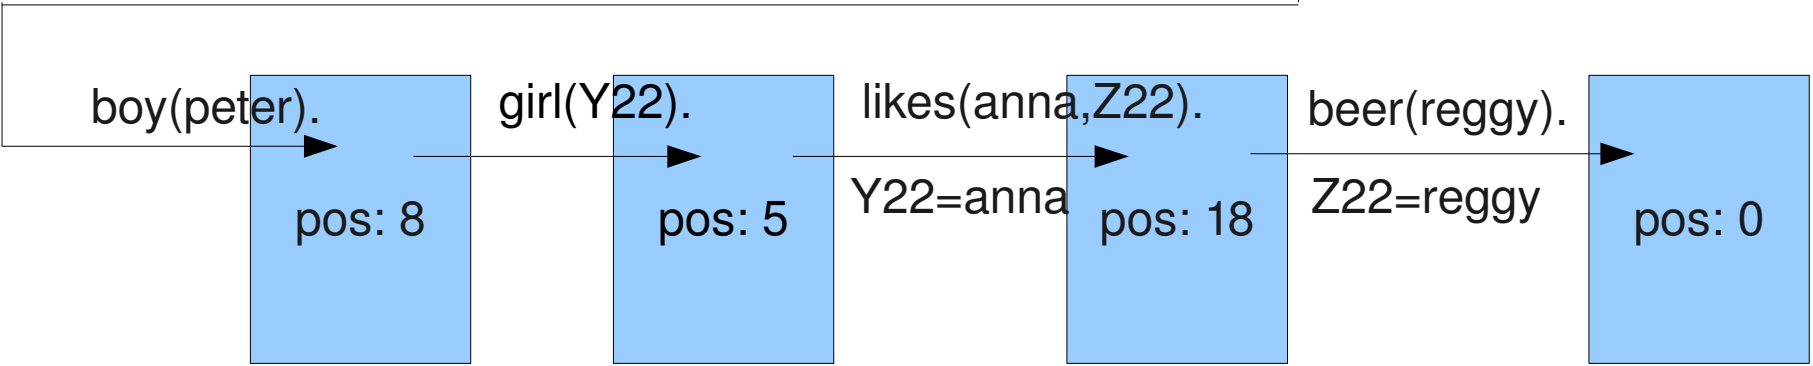 boy(peter).
girl(Y22).
likes(anna,Z22).
beer(reggy).
Y22=anna
Z22=reggy
pos: 8
pos: 5
pos: 18
pos: 0